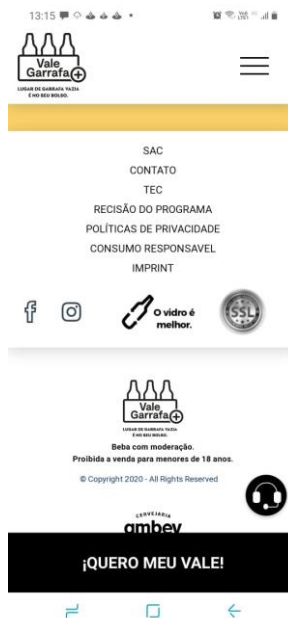 13:15
Vale
Garrafa
LUGAR DE GARRAFA VAZIA
É NO SEU BOLSO.
SAC
CONTATO
TEC
RECISÃO DO PROGRAMA
POLÍTICAS DE PRIVACIDADE
CONSUMO RESPONSAVEL
IMPRINT
O vidro é
melhor.
SSL
Vale
Garrafa
LUGAR DE GARRAFA VAZIA
É NO SEU BOLSO.
Beba com moderação.
Proibida a venda para menores de 18 anos.
© Copyright 2020 - All Rights Reserved
CERVEJARIA
ambev
¡QUERO MEU VALE!